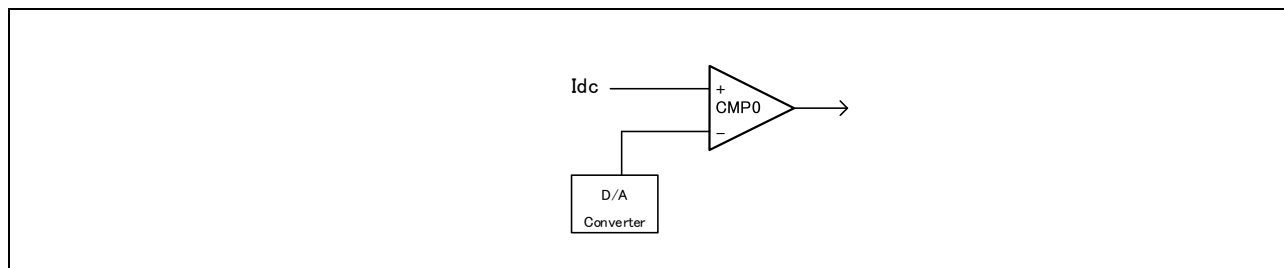 Idc
+
CMP0
−
D/A
Converter